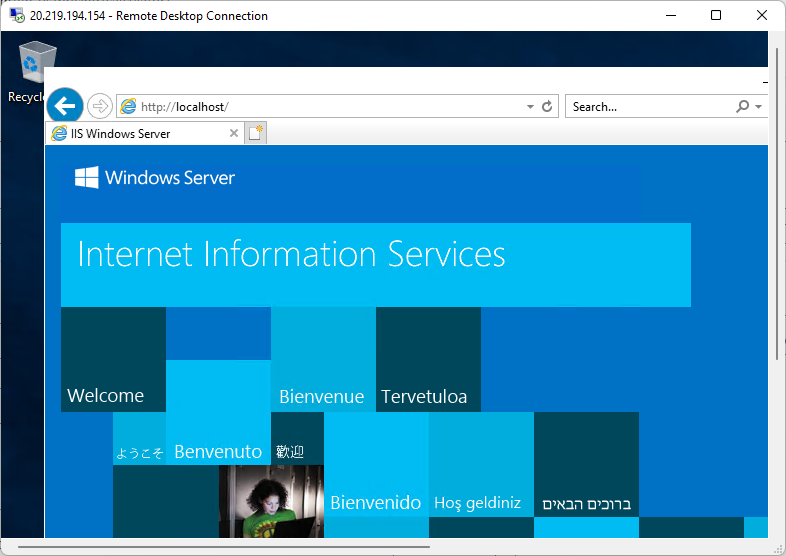 20.219.194.154 - Remote Desktop Connection
http://localhost/
Search...
IIS Windows Server
Windows Server
Internet Information Services
Welcome
Bienvenue
Tervetuloa
ようこそ
Benvenuto
歡迎
Bienvenido
Hoş geldiniz
ברוכים הבאים